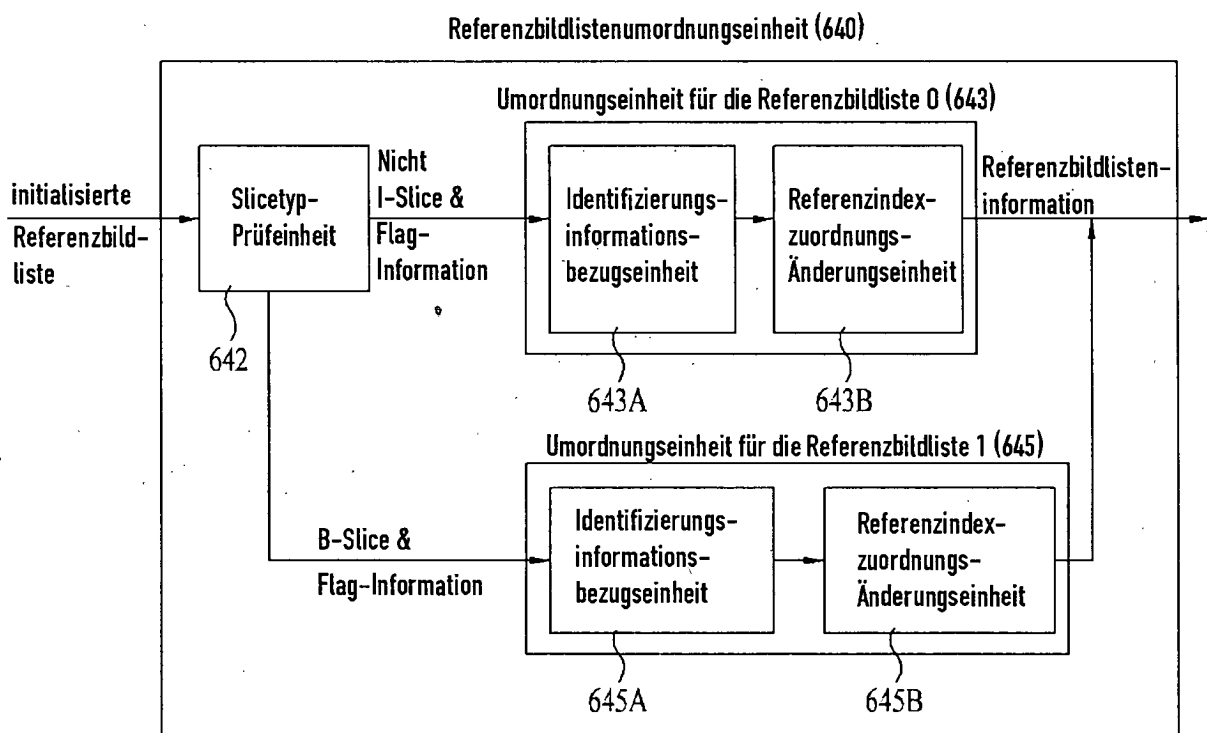 Referenzbildlistenumordnungseinheit (640)
Umordnungseinheit für die Referenzbildliste 0 (643)
initialisierte
Referenzbild-
liste
Slicetyp-
Prüfeinheit
642
Nicht
I-Slice &
Flag-
Information
Identifizierungs-
informations-
bezugseinheit
643A
Referenzindex-
zuordnungs-
Änderungseinheit
643B
Referenzbildlisten-
information
Umordnungseinheit für die Referenzbildliste 1 (645)
B-Slice &
Flag-Information
Identifizierungs-
informations-
bezugseinheit
645A
Referenzindex-
zuordnungs-
Änderungseinheit
645B